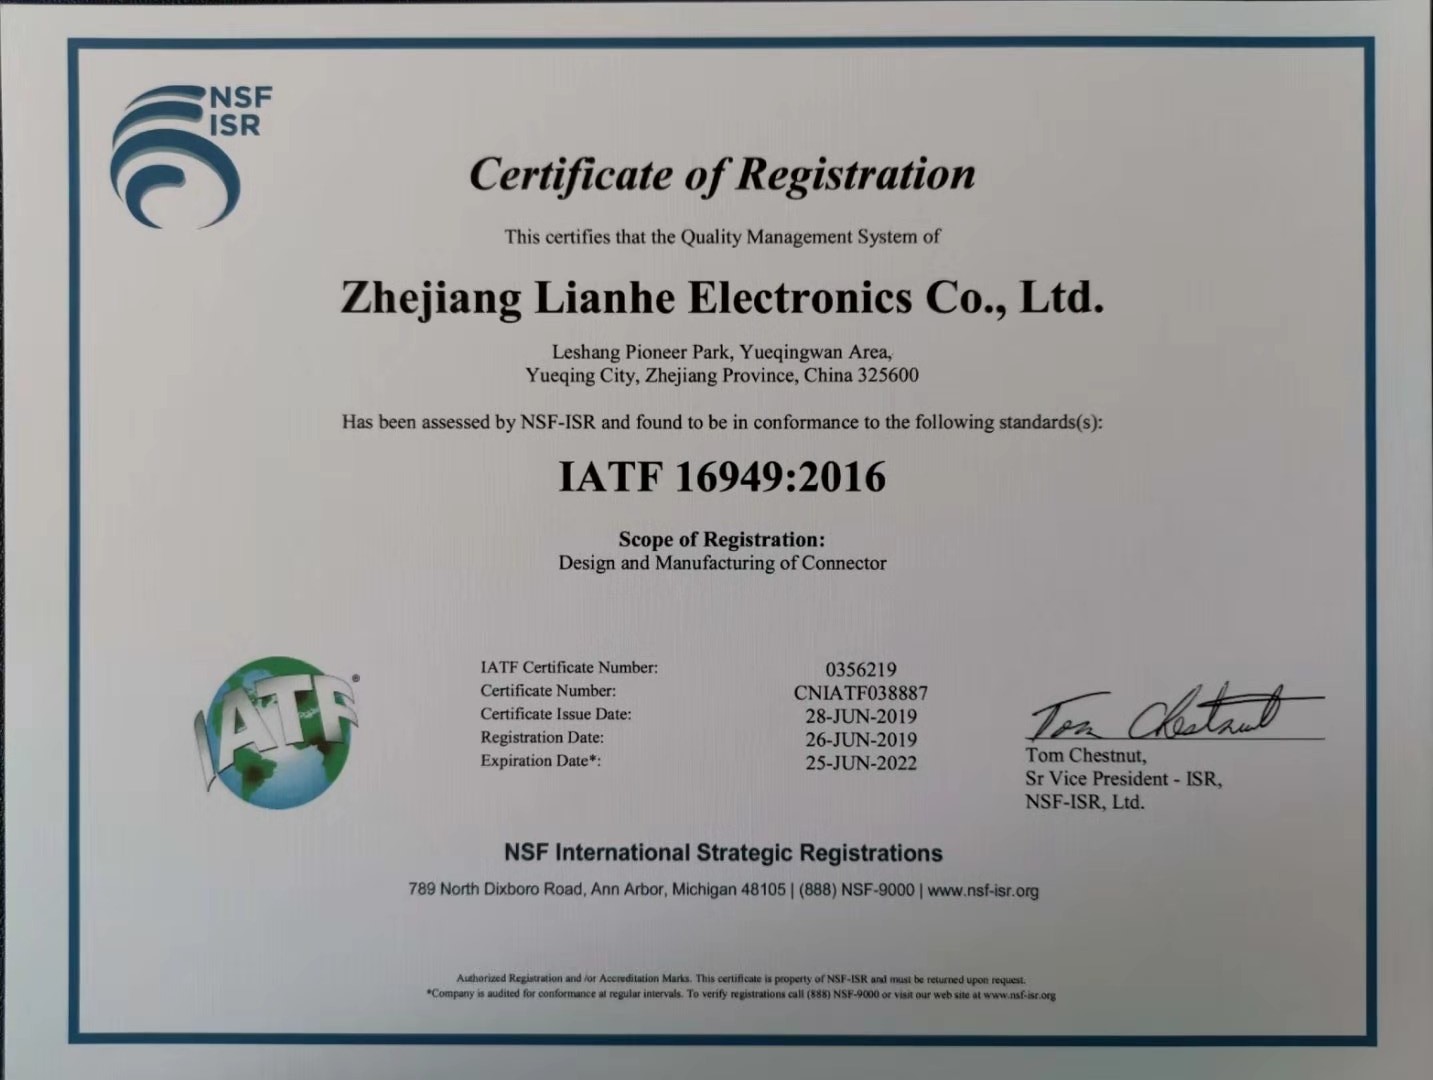 NSF
ISR
Certificate of Registration
This certifies that the Quality Management System of
Zhejiang Lianhe Electronics Co., Ltd.
Leshang Pioneer Park, Yueqingwan Area,
Yueqing City, Zhejiang Province, China 325600
Has been assessed by NSF-ISR and found to be in conformance to the following standards(s):
IATF 16949:2016
Scope of Registration:
Design and Manufacturing of Connector
IATF®
IATF Certificate Number: 0356219
Certificate Number: CNIATF038887
Certificate Issue Date: 28-JUN-2019
Registration Date: 26-JUN-2019
Expiration Date*: 25-JUN-2022
Tom Chestnut
Tom Chestnut,
Sr Vice President - ISR,
NSF-ISR, Ltd.
NSF International Strategic Registrations
789 North Dixboro Road, Ann Arbor, Michigan 48105 | (888) NSF-9000 | www.nsf-isr.org
Authorized Registration and /or Accreditation Marks. This certificate is property of NSF-ISR and must be returned upon request.
*Company is audited for conformance at regular intervals. To verify registrations call (888) NSF-9000 or visit our web site at www.nsf-isr.org